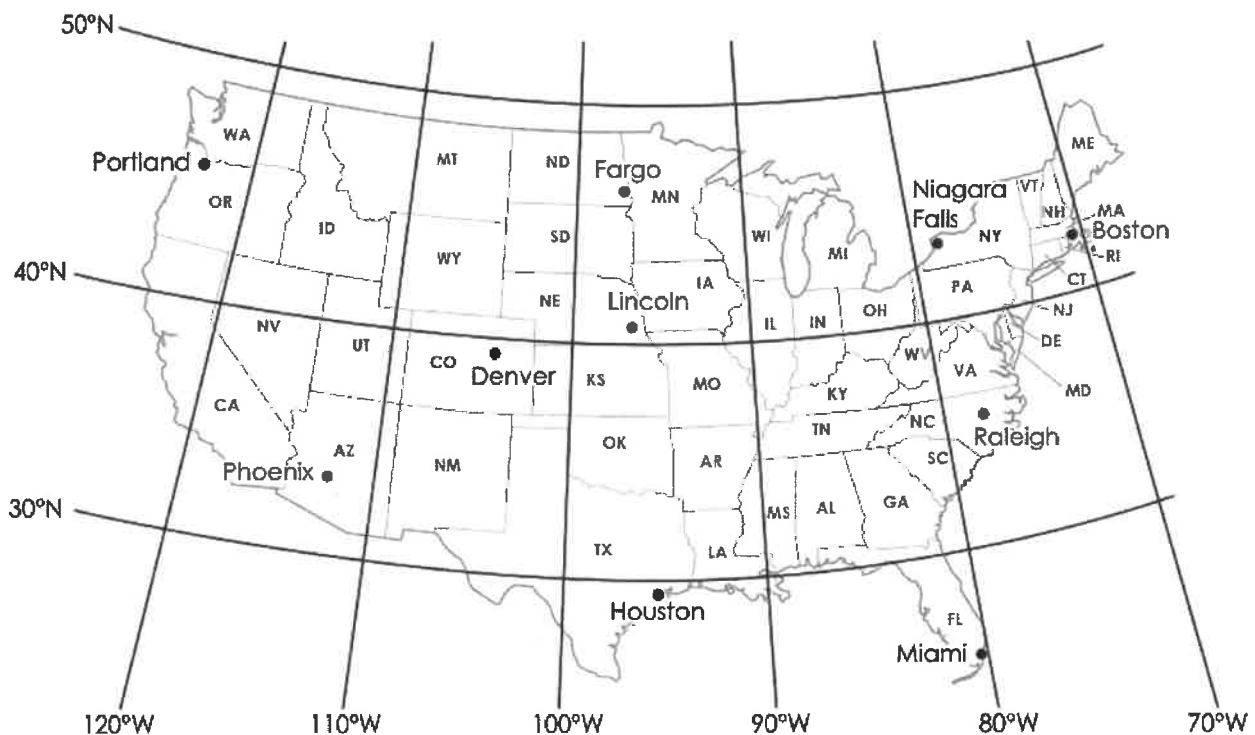 50°N
WA
ME
Portland
MT
ND
Fargo
MN
Niagara
Falls
VT
NH
MA
OR
ID
SD
WI
MI
NY
Boston
RI
40°N
WY
IA
PA
CT
NE
Lincoln
NV
UT
IL
IN
OH
NJ
CO
Denver
KS
MO
WV
VA
DE
KY
MD
CA
TN
NC
Raleigh
AZ
OK
Phoenix
NM
AR
SC
30°N
MS
AL
GA
TX
LA
Houston
FL
Miami
120°W
110°W
100°W
90°W
80°W
70°W